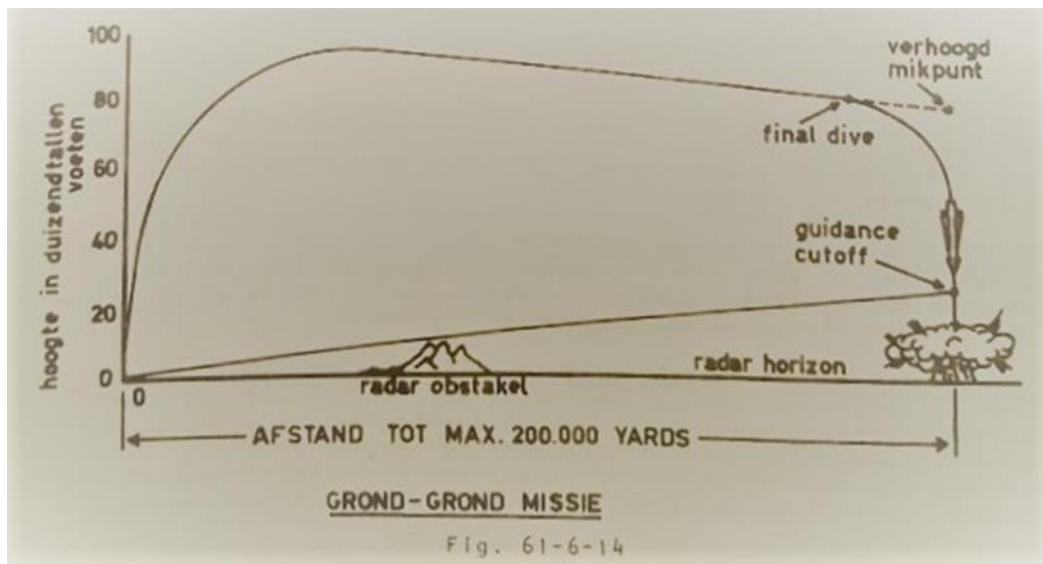 100
80
60
40
20
0
hoogte in duizendtallen
voeten
verhoogd
mikpunt
final dive
guidance
cutoff
radar horizon
radar obstakel
0
AFSTAND TOT MAX. 200.000 YARDS
GROND-GROND MISSIE
Fig. 61-6-14